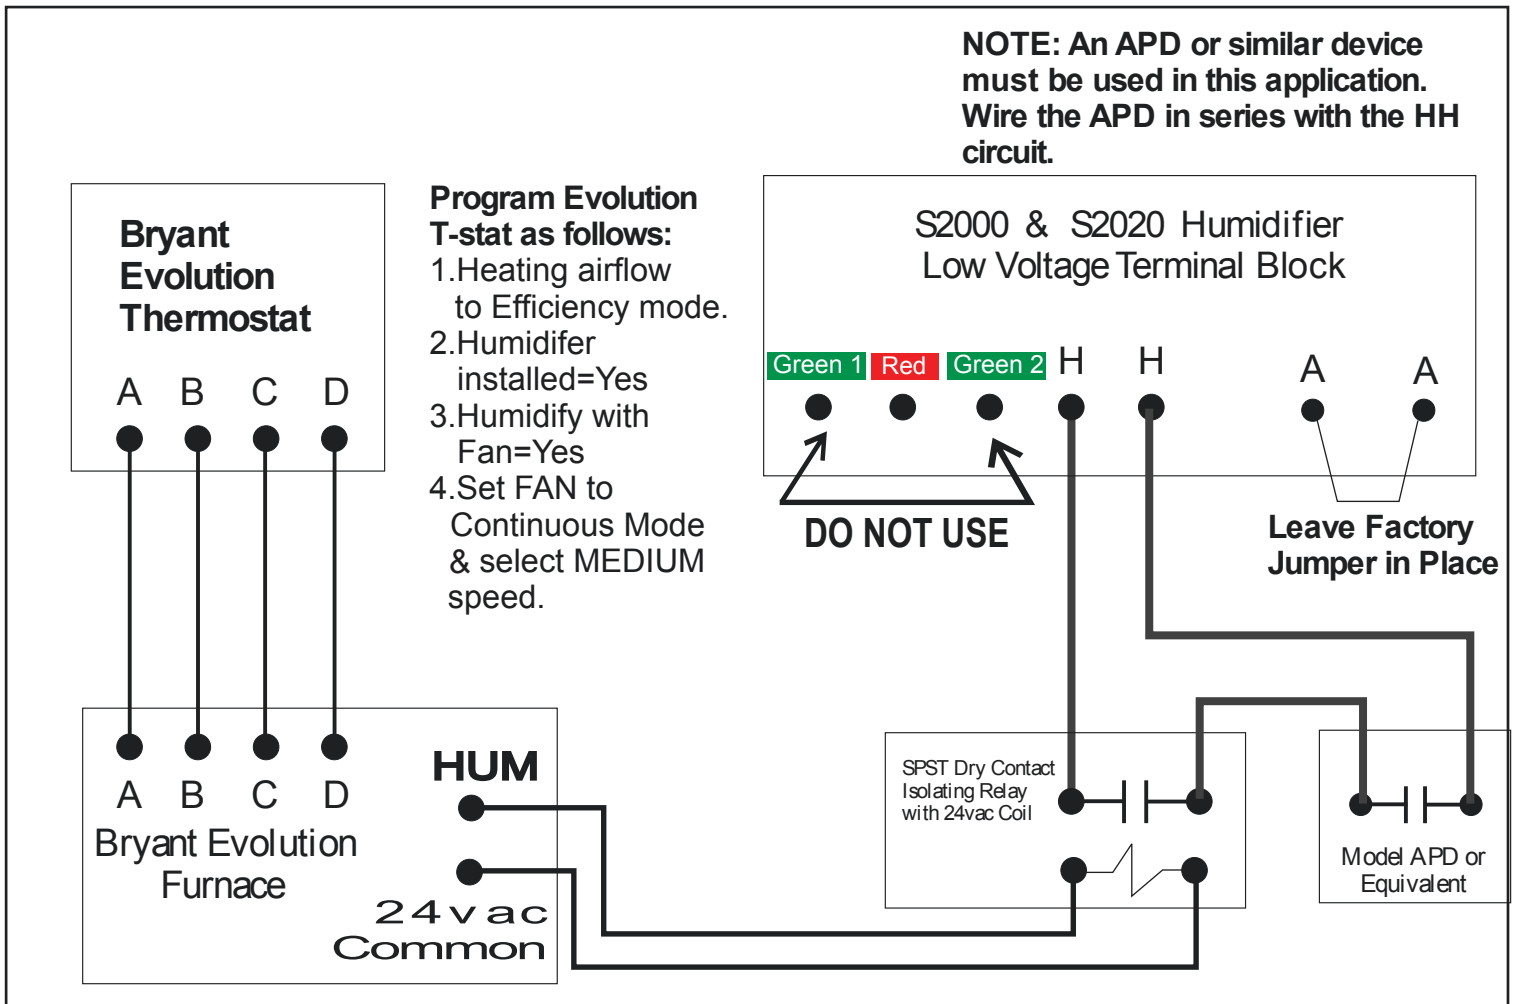 NOTE: An APD or similar device
must be used in this application.
Wire the APD in series with the HH
circuit.
Bryant
Evolution
Thermostat
A B C D
Program Evolution
T-stat as follows:
1.Heating airflow
to Efficiency mode.
2.Humidifer
installed=Yes
3.Humidify with
Fan=Yes
4.Set FAN to
Continuous Mode
& select MEDIUM
speed.
S2000 & S2020 Humidifier
Low Voltage Terminal Block
Green 1 Red Green 2 H H A A
DO NOT USE
Leave Factory
Jumper in Place
A B C D
Bryant Evolution
Furnace
HUM
24vac
Common
SPST Dry Contact
Isolating Relay
with 24vac Coil
Model APD or
Equivalent